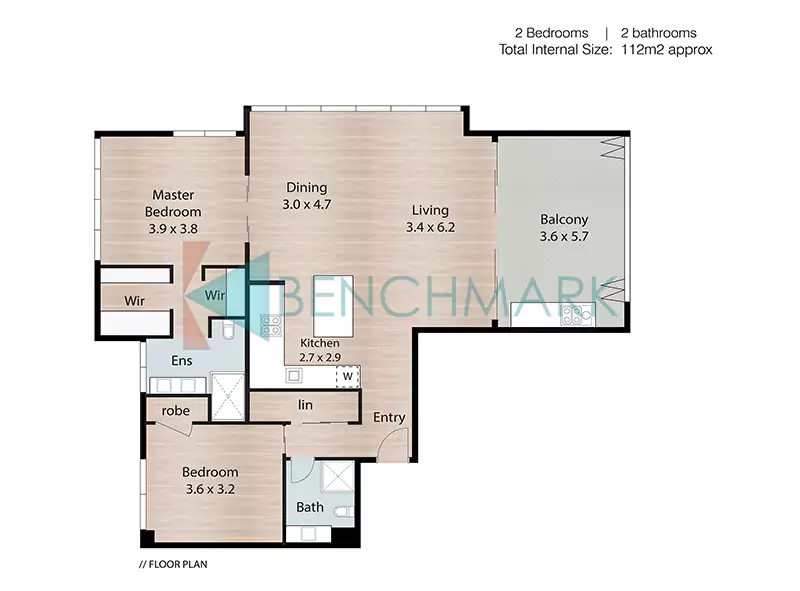 2 Bedrooms | 2 bathrooms
Total Internal Size: 112m2 approx
Master
Bedroom
3.9 x 3.8
Dining
3.0 x 4.7
Living
3.4 x 6.2
Balcony
3.6 x 5.7
Wir
Wir
BENCHMARK
Kitchen
2.7 x 2.9
W
Ens
robe
lin
Entry
Bedroom
3.6 x 3.2
Bath
// FLOOR PLAN